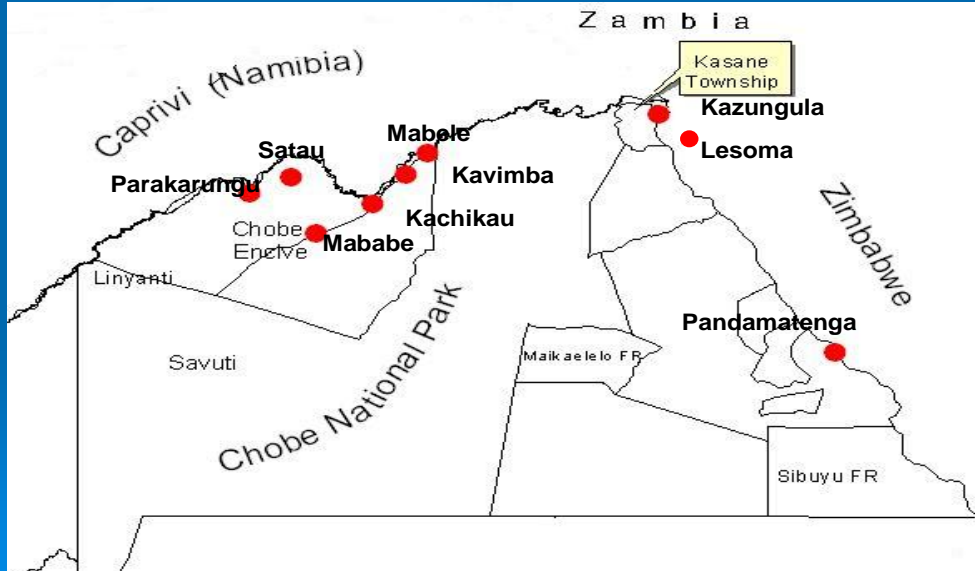 Zambia
Kasane
Township
Caprivi (Namibia)
Kazungula
Mabele
Satau
Lesoma
Kavimba
Parakarungu
Kachikau
Chobe
Enclve
Mababe
Zimbabwe
Linyanti
Pandamatenga
Savuti
Maikaelelo FR
Chobe National Park
Sibuyu FR